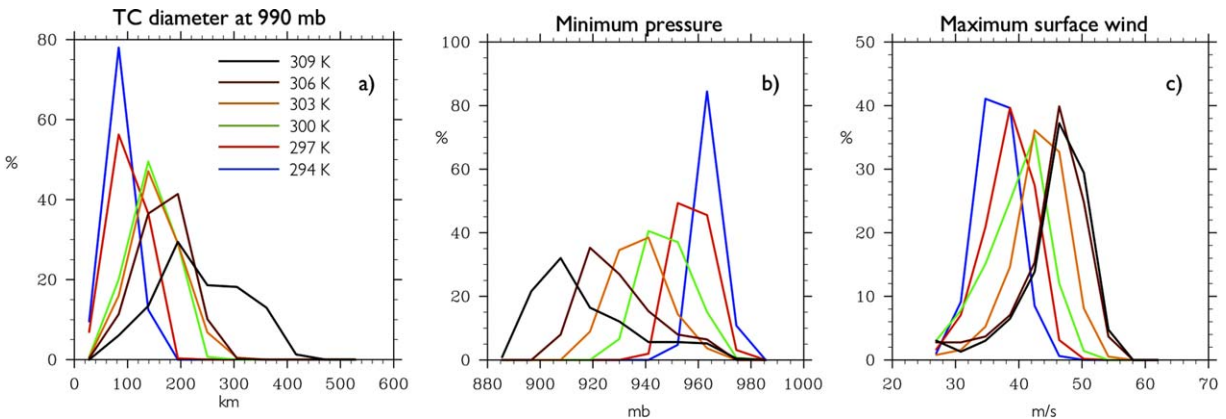 TC diameter at 990 mb
80
60
40
20
0
%
0 100 200 300 400 500 600
km
309 K
306 K
303 K
300 K
297 K
294 K
a)
Minimum pressure
100
80
60
40
20
0
%
880 900 920 940 960 980 1000
mb
b)
Maximum surface wind
50
40
30
20
10
0
%
20 30 40 50 60 70
m/s
c)